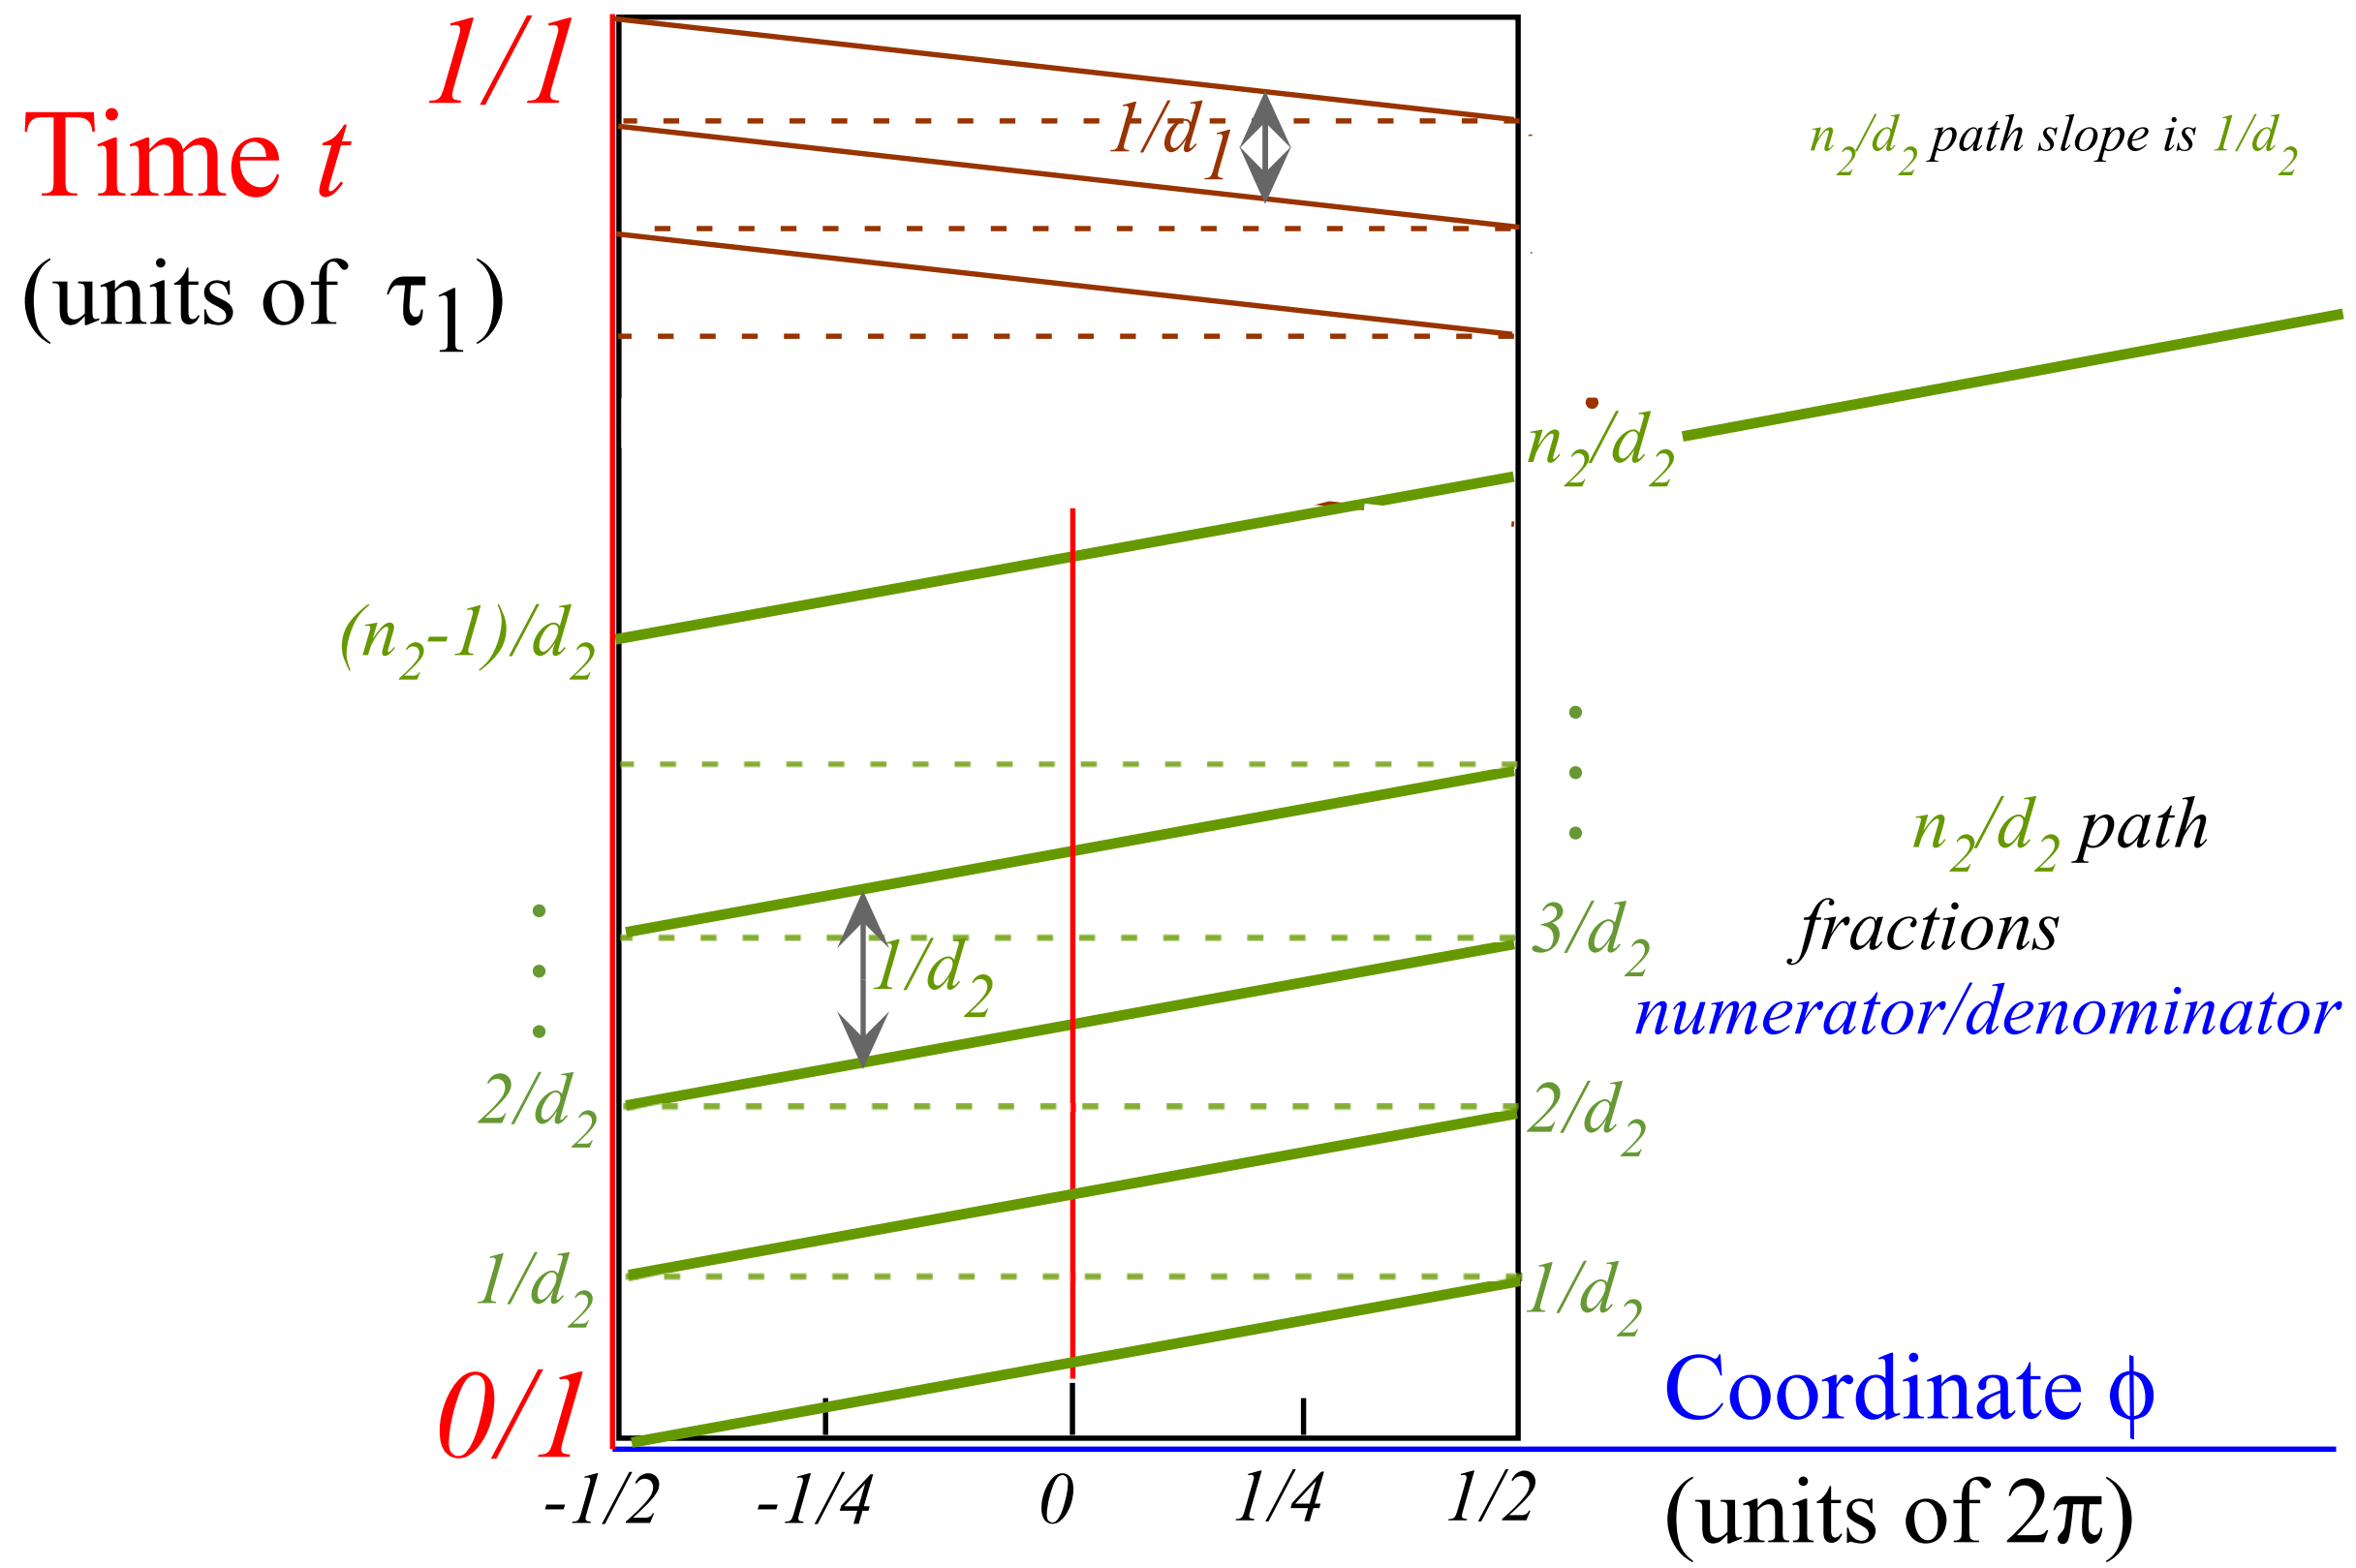 1/1
Time t
(units of τ1)
1/d1
n2/d2 path slope is 1/d2
n2/d2
(n2-1)/d2
n2/d2 path
fractions
numerato /denominator
3/d2
1/d2
2/d2
2/d2
1/d2
1/d2
0/1
Coordinate ϕ
-1/2
-1/4
0
1/4
1/2
(units of 2π)